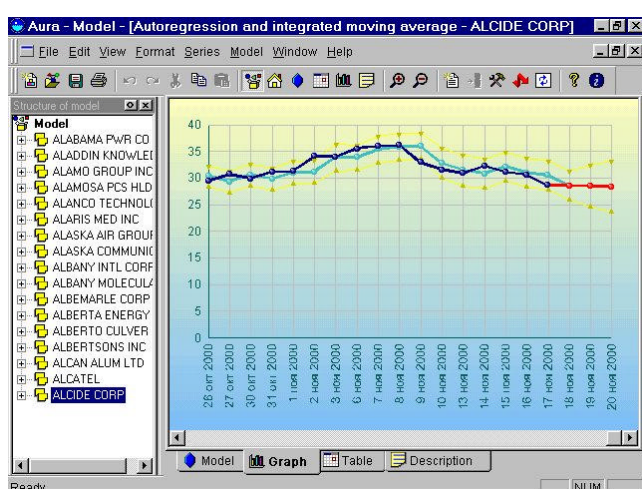 Aura - Model - [Autoregression and integrated moving average - ALCIDE CORP]
File Edit View Format Series Model Window Help
Structure of model
Model
ALABAMA PWR CO
ALADDIN KNOWLE
ALAMO GROUP INC
ALAMOSA PCS HLD
ALANCO TECHNOL
ALARIS MED INC
ALASKA AIR GROUP
ALASKA COMMUNIC
ALBANY INTL CORP
ALBANY MOLECULA
ALBEMARLE CORP
ALBERTA ENERGY
ALBERTO CULVER
ALBERTSONS INC
ALCAN ALUM LTD
ALCATEL
ALCIDE CORP
40
35
30
25
20
15
10
5
0
26 окт 2000
27 окт 2000
30 окт 2000
31 окт 2000
1 ноя 2000
2 ноя 2000
3 ноя 2000
6 ноя 2000
7 ноя 2000
8 ноя 2000
9 ноя 2000
10 ноя 2000
13 ноя 2000
14 ноя 2000
15 ноя 2000
16 ноя 2000
17 ноя 2000
18 ноя 2000
19 ноя 2000
20 ноя 2000
Model Graph Table Description
Ready NUM